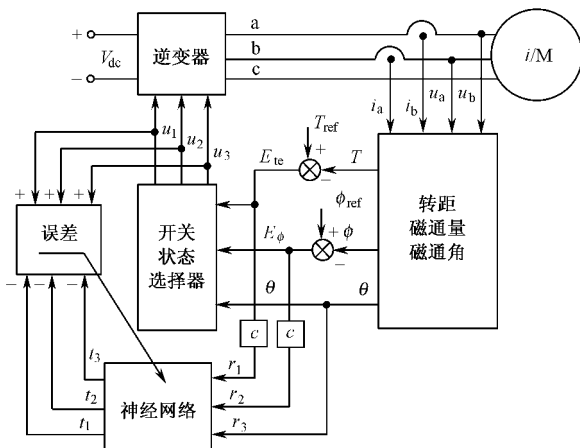 a
+
V_dc
−
逆变器
b
c
i/M
i_a
i_b
u_a
u_b
u_1
u_2
u_3
T_ref
+
−
E_te
T
+ + +
误差
− − −
开关
状态
选择器
ϕ_ref
+
−
E_ϕ
ϕ
θ
θ
转距
磁通量
磁通角
c
c
t_3
t_2
t_1
神经网络
r_1
r_2
r_3